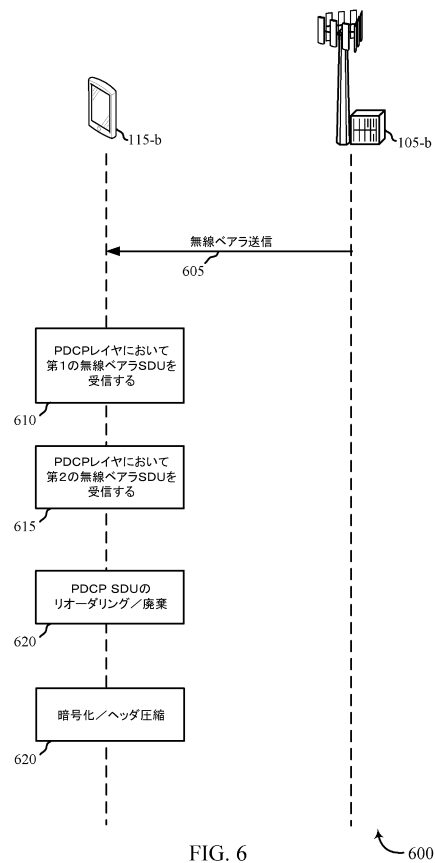 115-b
105-b
無線ベアラ送信
605
PDCPレイヤにおいて
第1の無線ベアラSDUを
受信する
610
PDCPレイヤにおいて
第2の無線ベアラSDUを
受信する
615
PDCP SDUの
リオーダリング／廃棄
620
暗号化／ヘッダ圧縮
620
600
FIG. 6